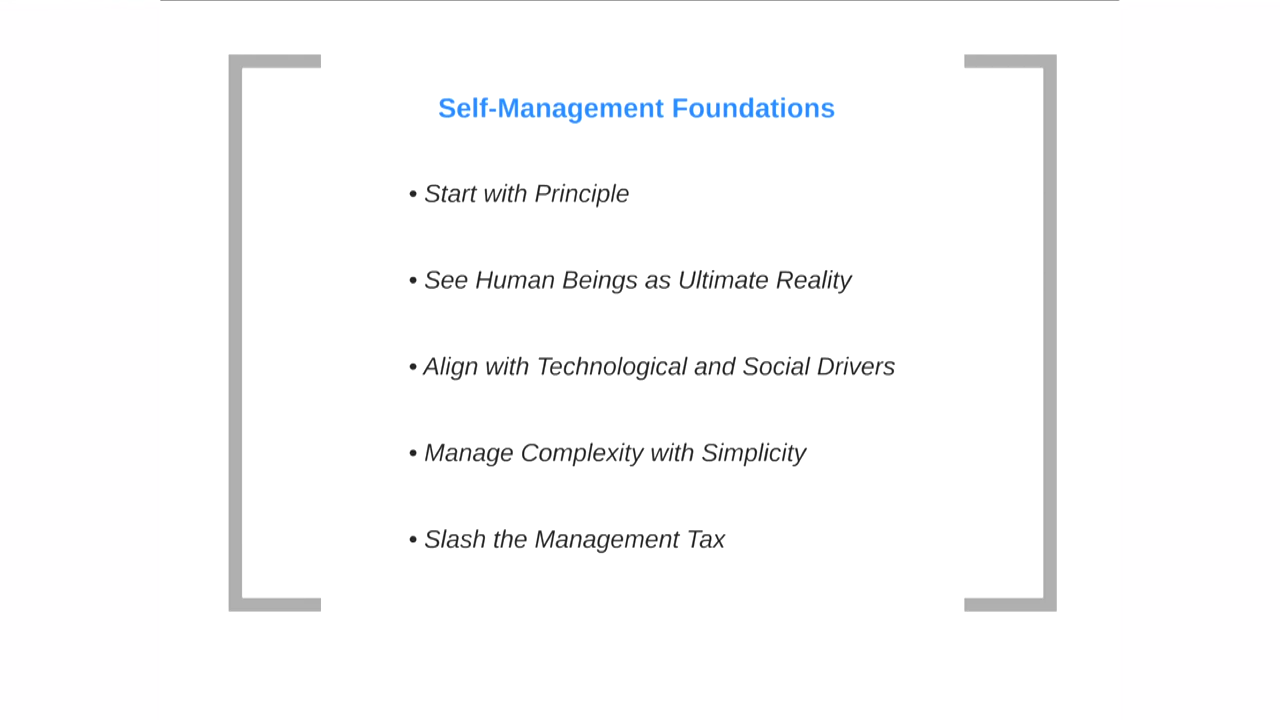 Self-Management Foundations
• Start with Principle
• See Human Beings as Ultimate Reality
• Align with Technological and Social Drivers
• Manage Complexity with Simplicity
• Slash the Management Tax